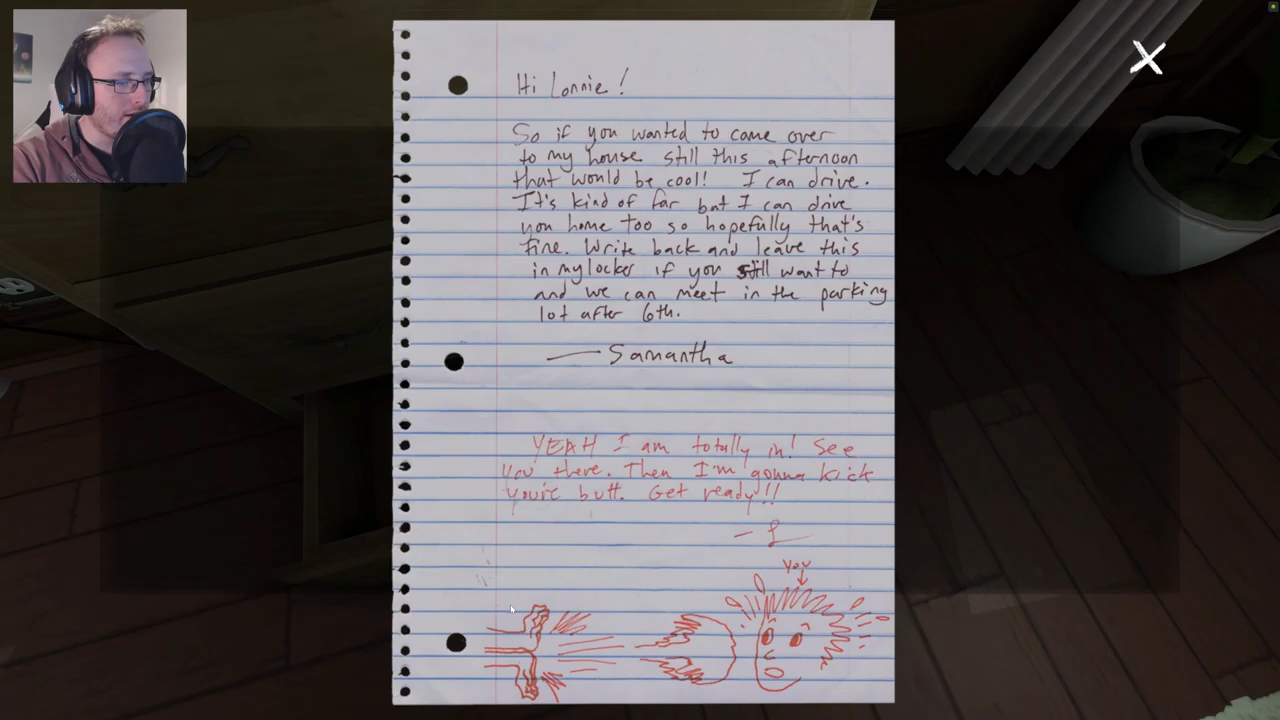 Hi Lonnie!
So if you wanted to come over
to my house still this afternoon
that would be cool! I can drive.
It's kind of far but I can drive
you home too so hopefully that's
fine. Write back and leave this
in my locker if you still want to
and we can meet in the parking
lot after 6th.
— Samantha
YEAH I am totally in! See
you there. Then I'm gonna kick
you're butt. Get ready!!
- L
you